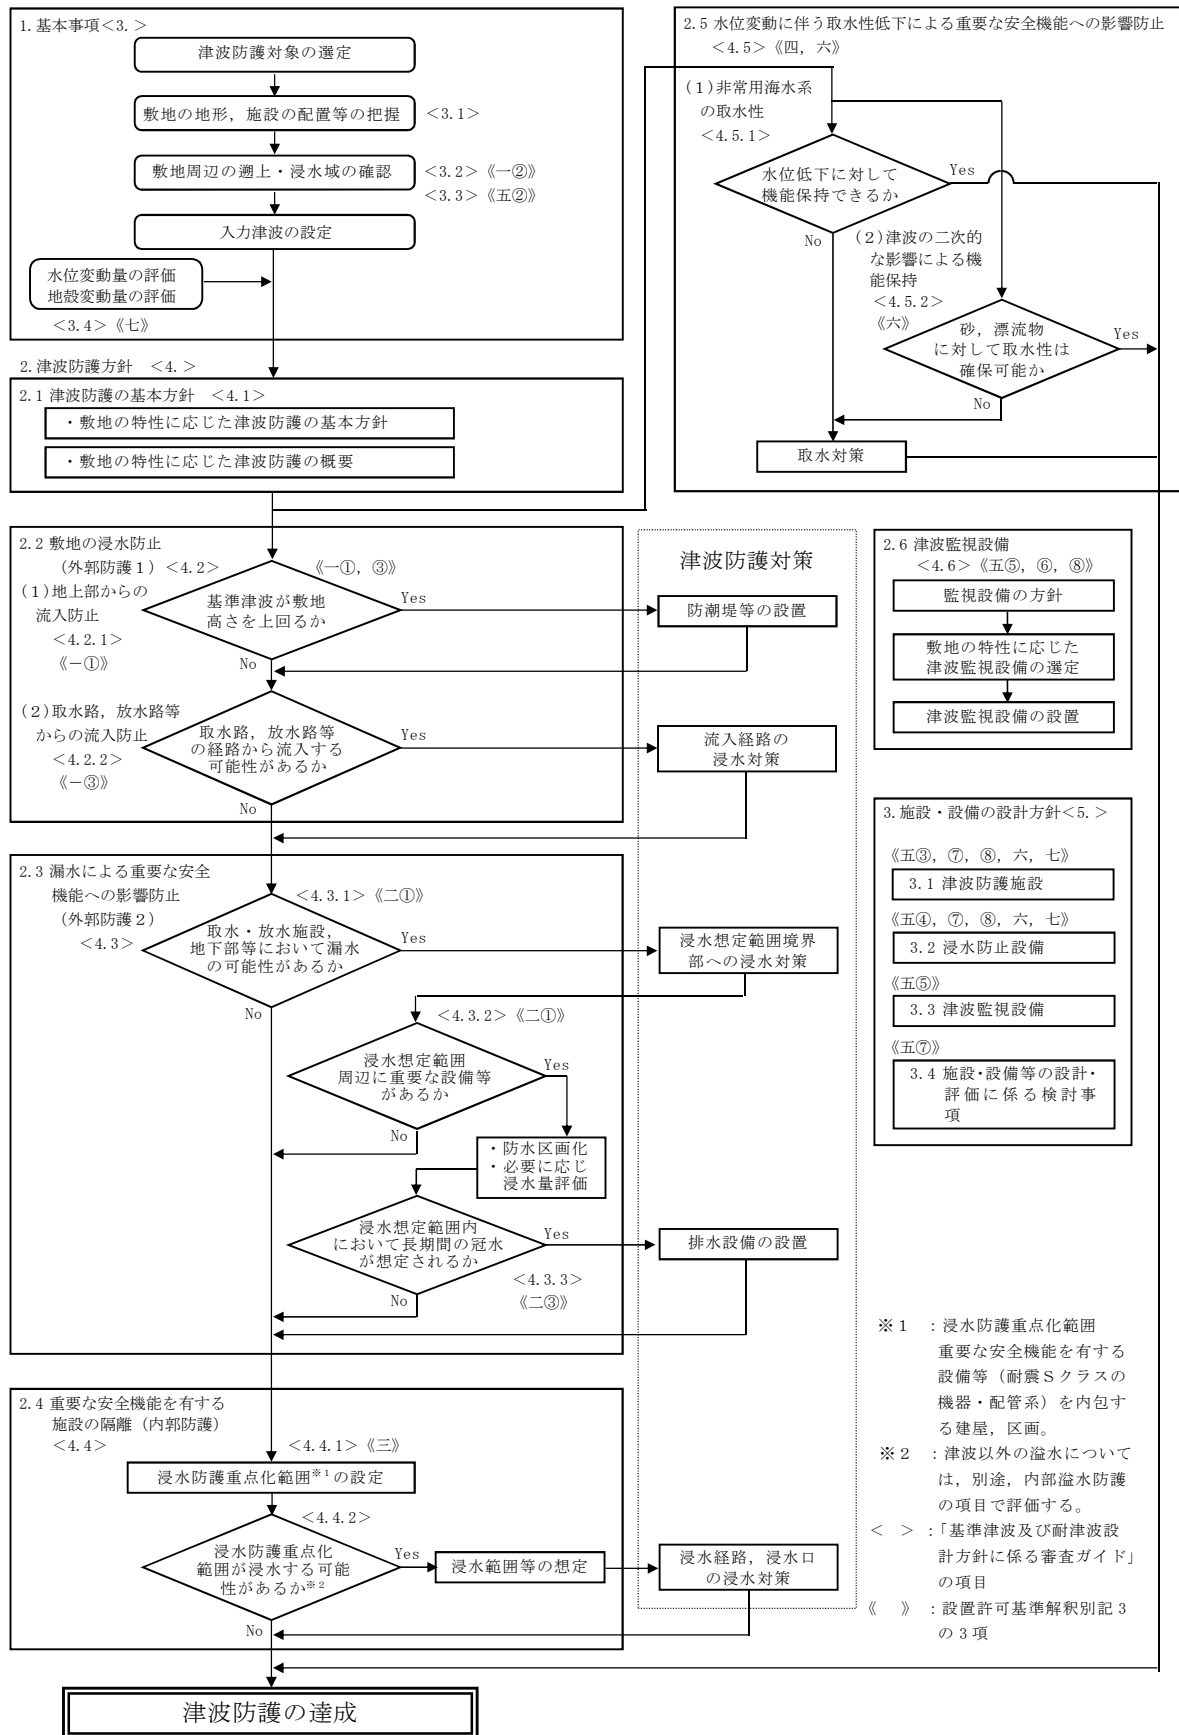 1.基本事項<3.>
津波防護対象の選定
敷地の地形，施設の配置等の把握 <3.1>
敷地周辺の遡上・浸水域の確認 <3.2>《一②》
<3.3>《五②》
入力津波の設定
水位変動量の評価
地殻変動量の評価
<3.4>《七》
2.津波防護方針 <4.>
2.1 津波防護の基本方針 <4.1>
・敷地の特性に応じた津波防護の基本方針
・敷地の特性に応じた津波防護の概要
2.5 水位変動に伴う取水性低下による重要な安全機能への影響防止
<4.5>《四，六》
(1)非常用海水系
の取水性
<4.5.1>
水位低下に対して
機能保持できるか
Yes
No
(2)津波の二次的
な影響による機
能保持
<4.5.2>
《六》
砂，漂流物
に対して取水性は
確保可能か
Yes
No
取水対策
2.2 敷地の浸水防止
(外郭防護１) <4.2>
《一①，③》
(1)地上部からの
流入防止
<4.2.1>
《－①》
基準津波が敷地
高さを上回るか
Yes
No
(2)取水路，放水路等
からの流入防止
<4.2.2>
《－③》
取水路，放水路等
の経路から流入する
可能性があるか
Yes
No
津波防護対策
防潮堤等の設置
流入経路の
浸水対策
2.6 津波監視設備
<4.6>《五⑤，⑥，⑧》
監視設備の方針
敷地の特性に応じた
津波監視設備の選定
津波監視設備の設置
2.3 漏水による重要な安全
機能への影響防止
(外郭防護２)
<4.3>
<4.3.1>《二①》
取水・放水施設，
地下部等において漏水
の可能性があるか
Yes
No
浸水想定範囲境界
部への浸水対策
<4.3.2>《二①》
浸水想定範囲
周辺に重要な設備等
があるか
Yes
No
・防水区画化
・必要に応じ
浸水量評価
浸水想定範囲内
において長期間の冠水
が想定されるか
Yes
No
<4.3.3>
《二③》
排水設備の設置
3.施設・設備の設計方針<5.>
《五③，⑦，⑧，六，七》
3.1 津波防護施設
《五④，⑦，⑧，六，七》
3.2 浸水防止設備
《五⑤》
3.3 津波監視設備
《五⑦》
3.4 施設・設備等の設計・
評価に係る検討事
項
2.4 重要な安全機能を有する
施設の隔離（内郭防護）
<4.4>
<4.4.1>《三》
浸水防護重点化範囲※1の設定
<4.4.2>
浸水防護重点化
範囲が浸水する可能
性があるか※2
Yes
No
浸水範囲等の想定
浸水経路，浸水口
の浸水対策
※１ ：浸水防護重点化範囲
重要な安全機能を有する
設備等（耐震Ｓクラスの
機器・配管系）を内包す
る建屋，区画。
※２ ：津波以外の溢水について
は，別途，内部溢水防護
の項目で評価する。
< > ：「基準津波及び耐津波設
計方針に係る審査ガイド」
の項目
《 》 ：設置許可基準解釈別記３
の３項
津波防護の達成